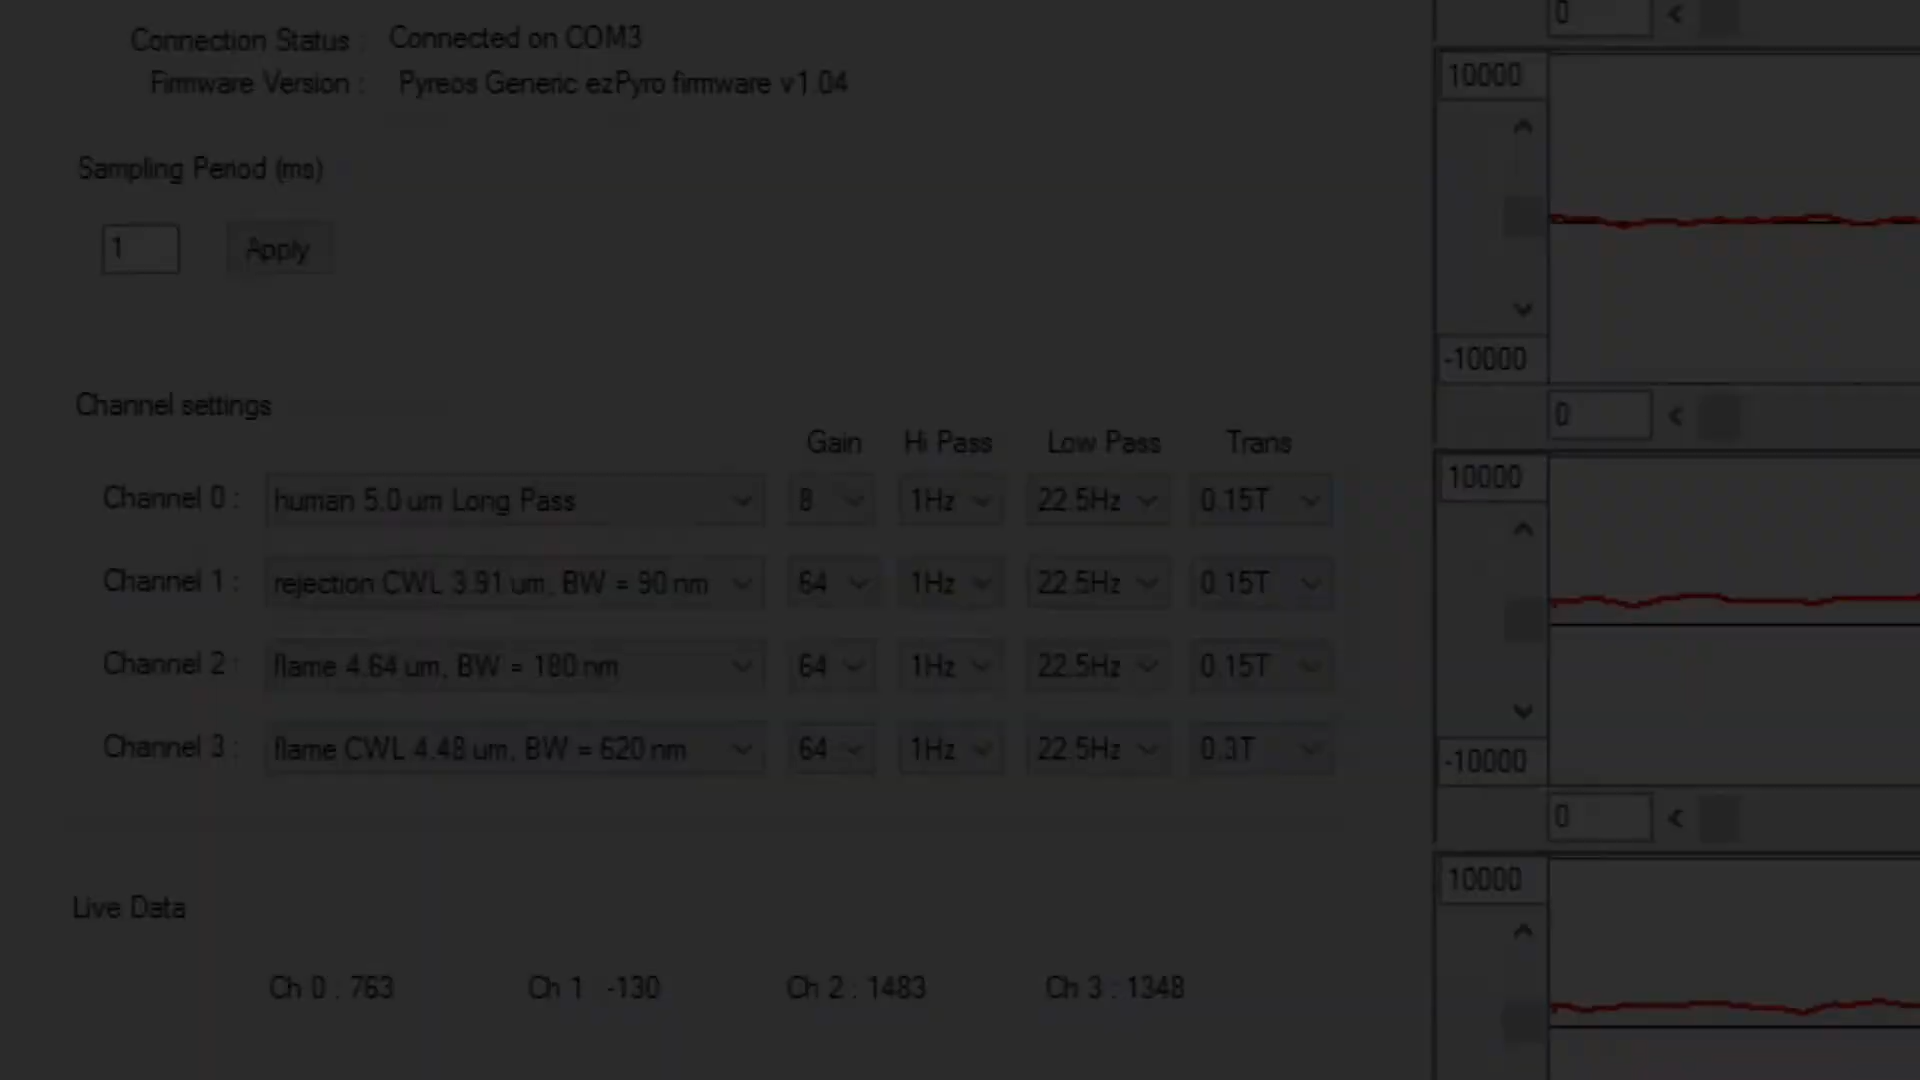 Connection Status : Connected on COM3
Firmware Version : Pyreos Generic ezPyro firmware v1.04
Sampling Period (ms)
1 Apply
Channel settings
Gain Hi Pass Low Pass Trans
Channel 0 : human 5.0 um Long Pass 8 1Hz 22.5Hz 0.15T
Channel 1 : rejection CWL 3.91 um, BW = 90 nm 64 1Hz 22.5Hz 0.15T
Channel 2 : flame 4.64 um, BW = 180 nm 64 1Hz 22.5Hz 0.15T
Channel 3 : flame CWL 4.48 um, BW = 620 nm 64 1Hz 22.5Hz 0.3T
Live Data
Ch 0 : 763 Ch 1 -130 Ch 2 : 1483 Ch 3 : 1348
0 <
10000
-10000
0 <
10000
-10000
0 <
10000